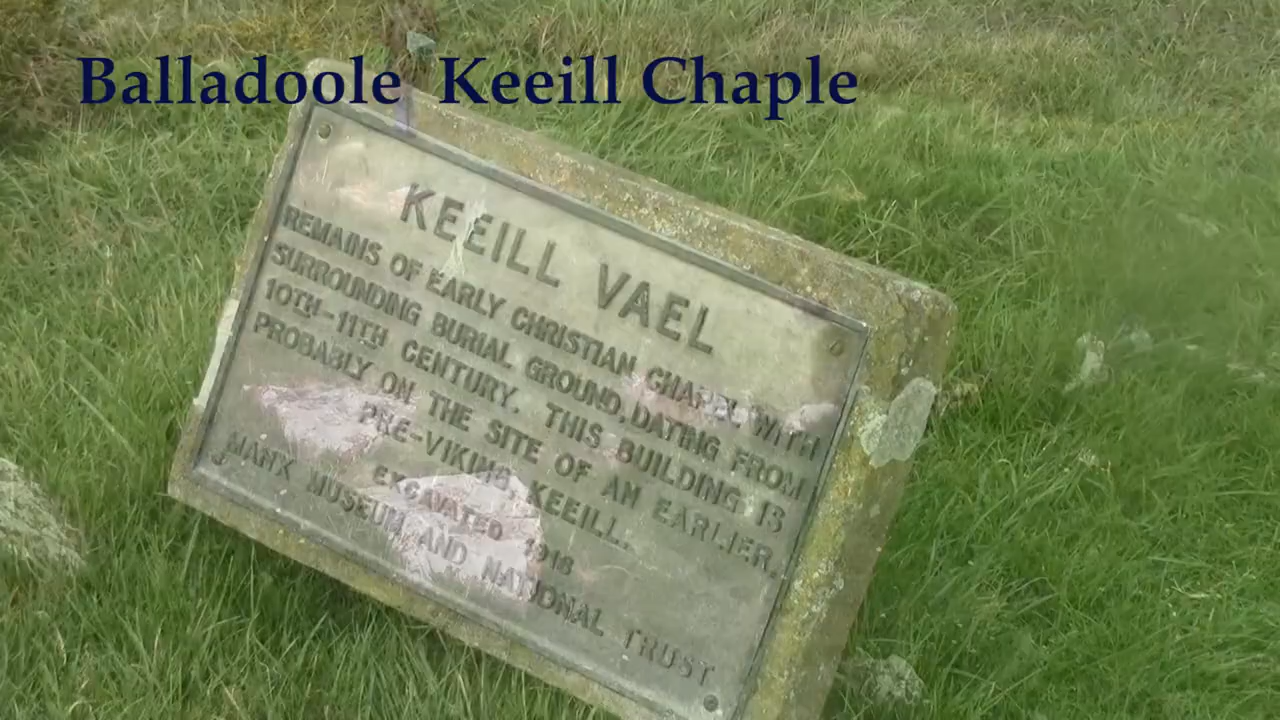 Balladoole Keeill Chaple
KEEILL VAEL
REMAINS OF EARLY CHRISTIAN CHAPEL WITH
SURROUNDING BURIAL GROUND, DATING FROM
10TH-11TH CENTURY. THIS BUILDING IS
PROBABLY ON THE SITE OF AN EARLIER,
PRE-VIKING, KEEILL.
EXCAVATED 1918
MANX MUSEUM AND NATIONAL TRUST